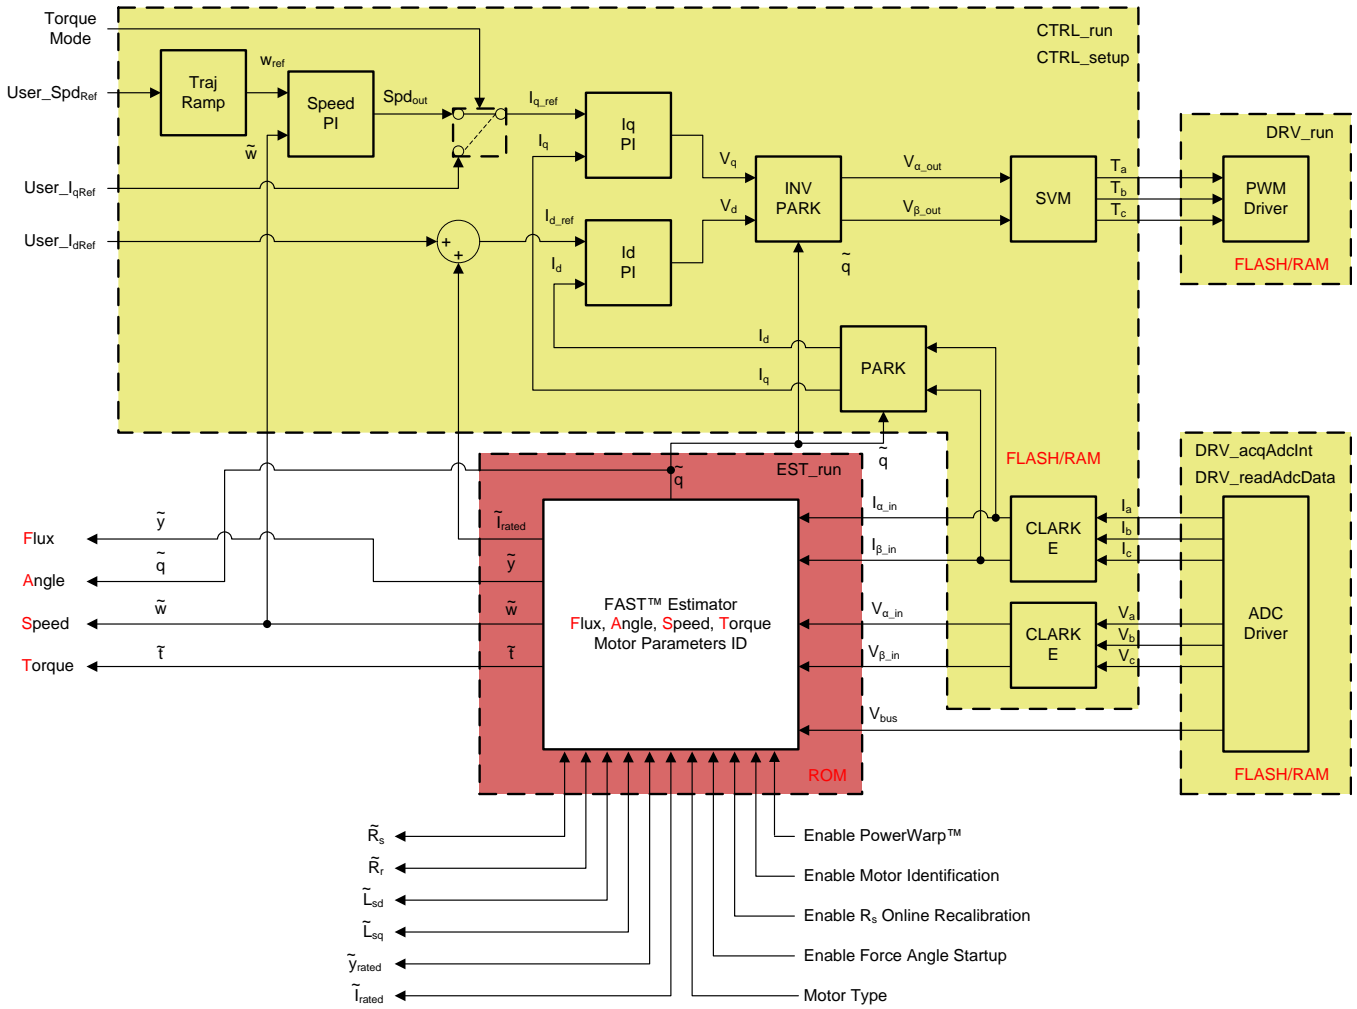 Torque
Mode
CTRL_run
CTRL_setup
User_SpdRef
Traj
Ramp
wref
Speed
PI
w̃
Spdout
Iq_ref
Iq
Iq
PI
User_IqRef
User_IdRef
+
+
Id_ref
Id
Id
PI
Vq
Vd
INV
PARK
q̃
Vα_out
Vβ_out
SVM
Ta
Tb
Tc
DRV_run
PWM
Driver
FLASH/RAM
Id
Iq
PARK
q̃
FLASH/RAM
EST_run
q̃
Ĩrated
ỹ
w̃
t̃
FAST™ Estimator
Flux, Angle, Speed, Torque
Motor Parameters ID
ROM
Iα_in
Iβ_in
Vα_in
Vβ_in
Vbus
CLARK
E
CLARK
E
Ia
Ib
Ic
Va
Vb
Vc
DRV_acqAdcInt
DRV_readAdcData
ADC
Driver
FLASH/RAM
Flux
ỹ
Angle
q̃
Speed
w̃
Torque
t̃
R̃s
R̃r
L̃sd
L̃sq
ỹrated
Ĩrated
Enable PowerWarp™
Enable Motor Identification
Enable Rs Online Recalibration
Enable Force Angle Startup
Motor Type